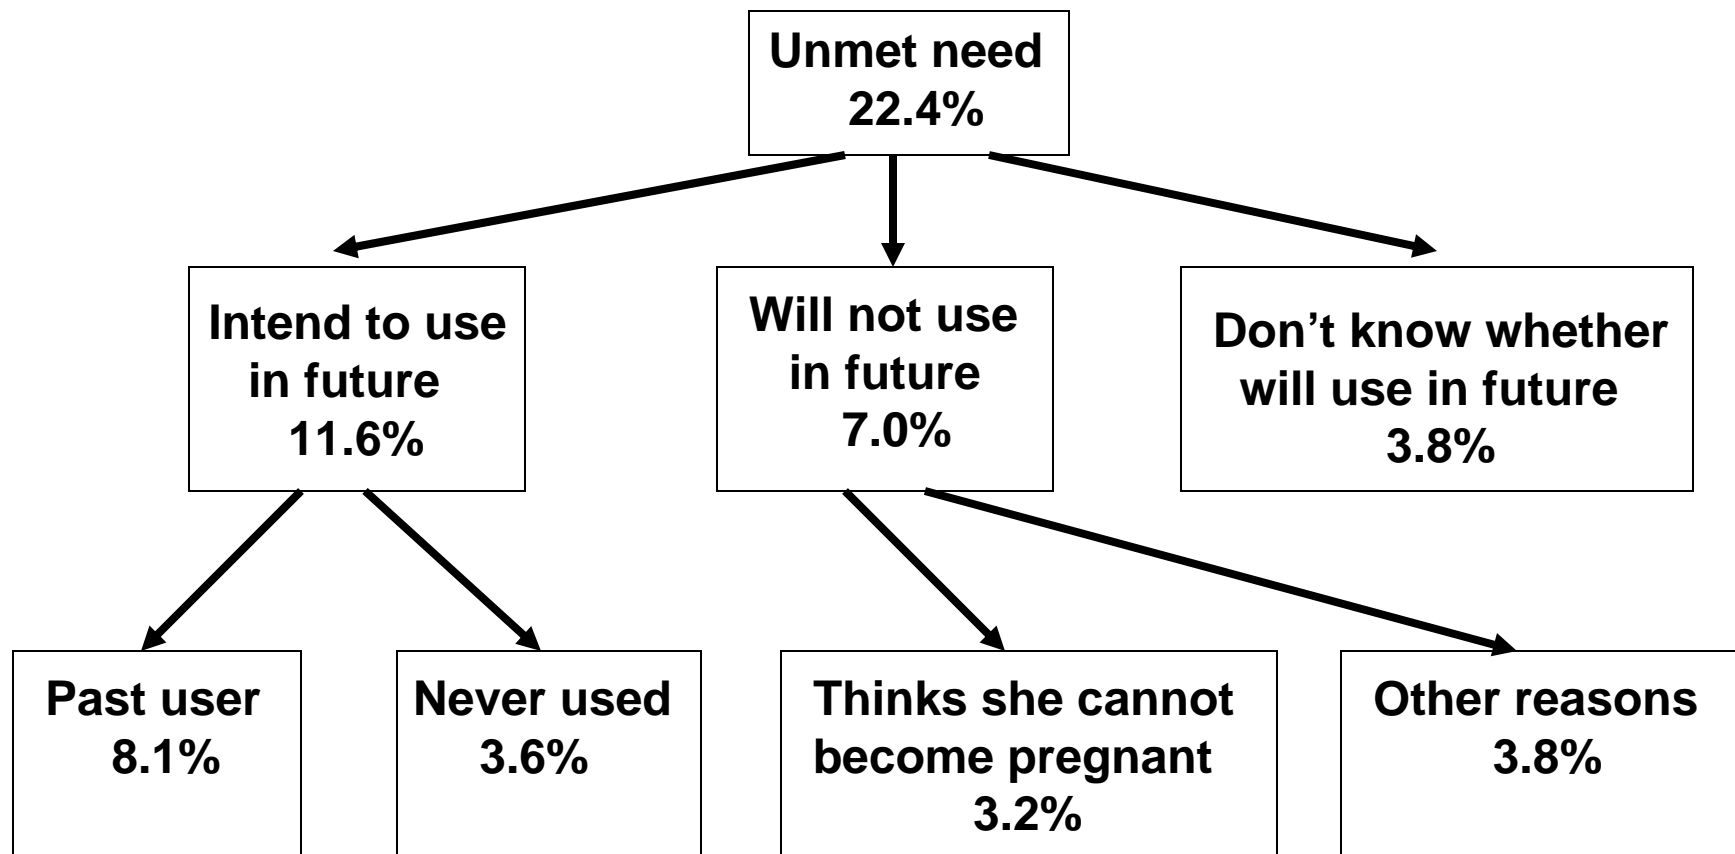 Unmet need
22.4%
Intend to use
in future
11.6%
Will not use
in future
7.0%
Don’t know whether
will use in future
3.8%
Past user
8.1%
Never used
3.6%
Thinks she cannot
become pregnant
3.2%
Other reasons
3.8%